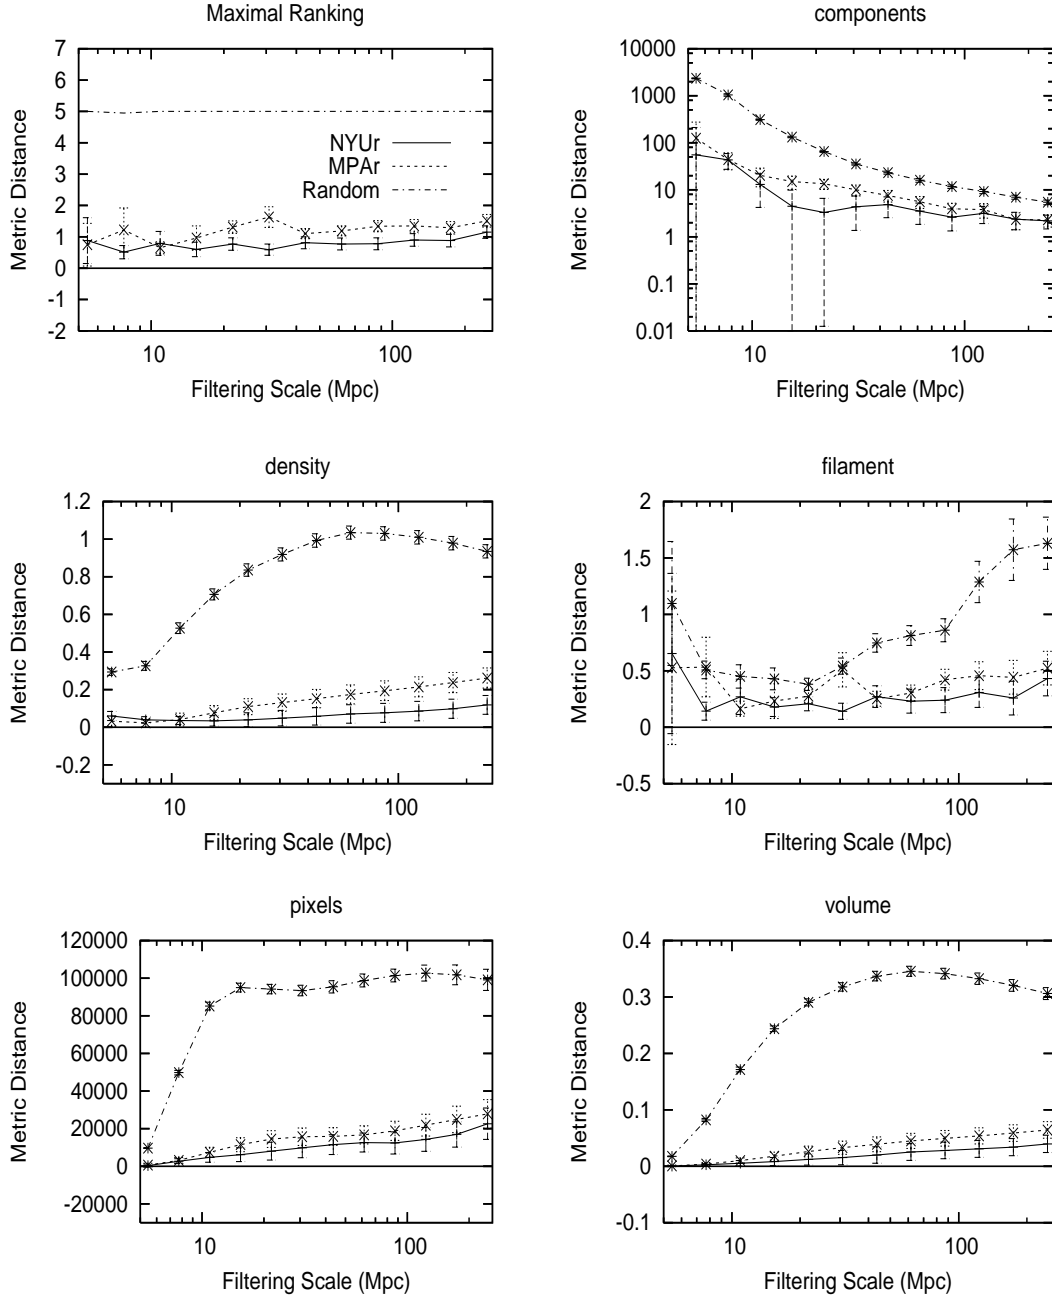 Maximal Ranking
7
6
5
4
3
2
1
0
-1
-2
Metric Distance
NYUr
MPAr
Random
10
100
Filtering Scale (Mpc)
components
10000
1000
100
10
1
0.1
0.01
Metric Distance
10
100
Filtering Scale (Mpc)
density
1.2
1
0.8
0.6
0.4
0.2
0
-0.2
Metric Distance
10
100
Filtering Scale (Mpc)
filament
2
1.5
1
0.5
0
-0.5
Metric Distance
10
100
Filtering Scale (Mpc)
pixels
120000
100000
80000
60000
40000
20000
0
-20000
Metric Distance
10
100
Filtering Scale (Mpc)
volume
0.4
0.3
0.2
0.1
0
-0.1
Metric Distance
10
100
Filtering Scale (Mpc)